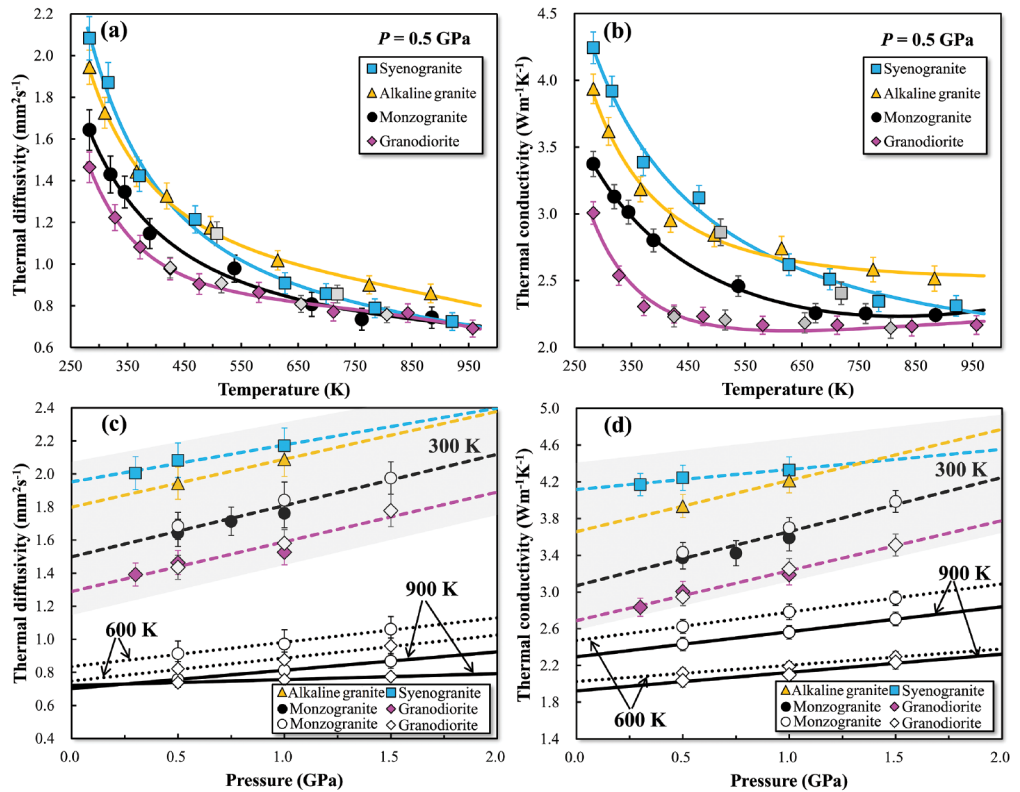 (a)
P = 0.5 GPa
Syenogranite
Alkaline granite
Monzogranite
Granodiorite
Thermal diffusivity (mm²s⁻¹)
2.2
2.0
1.8
1.6
1.4
1.2
1.0
0.8
0.6
250 350 450 550 650 750 850 950
Temperature (K)
(b)
P = 0.5 GPa
Syenogranite
Alkaline granite
Monzogranite
Granodiorite
Thermal conductivity (Wm⁻¹K⁻¹)
4.5
4.0
3.5
3.0
2.5
2.0
250 350 450 550 650 750 850 950
Temperature (K)
(c)
300 K
900 K
600 K
Alkaline granite Syenogranite
Monzogranite Granodiorite
Monzogranite Granodiorite
Thermal diffusivity (mm²s⁻¹)
2.4
2.2
2.0
1.8
1.6
1.4
1.2
1.0
0.8
0.6
0.4
0.0 0.5 1.0 1.5 2.0
Pressure (GPa)
(d)
300 K
900 K
600 K
Alkaline granite Syenogranite
Monzogranite Granodiorite
Monzogranite Granodiorite
Thermal conductivity (Wm⁻¹K⁻¹)
5.0
4.6
4.2
3.8
3.4
3.0
2.6
2.2
1.8
1.4
0.0 0.5 1.0 1.5 2.0
Pressure (GPa)